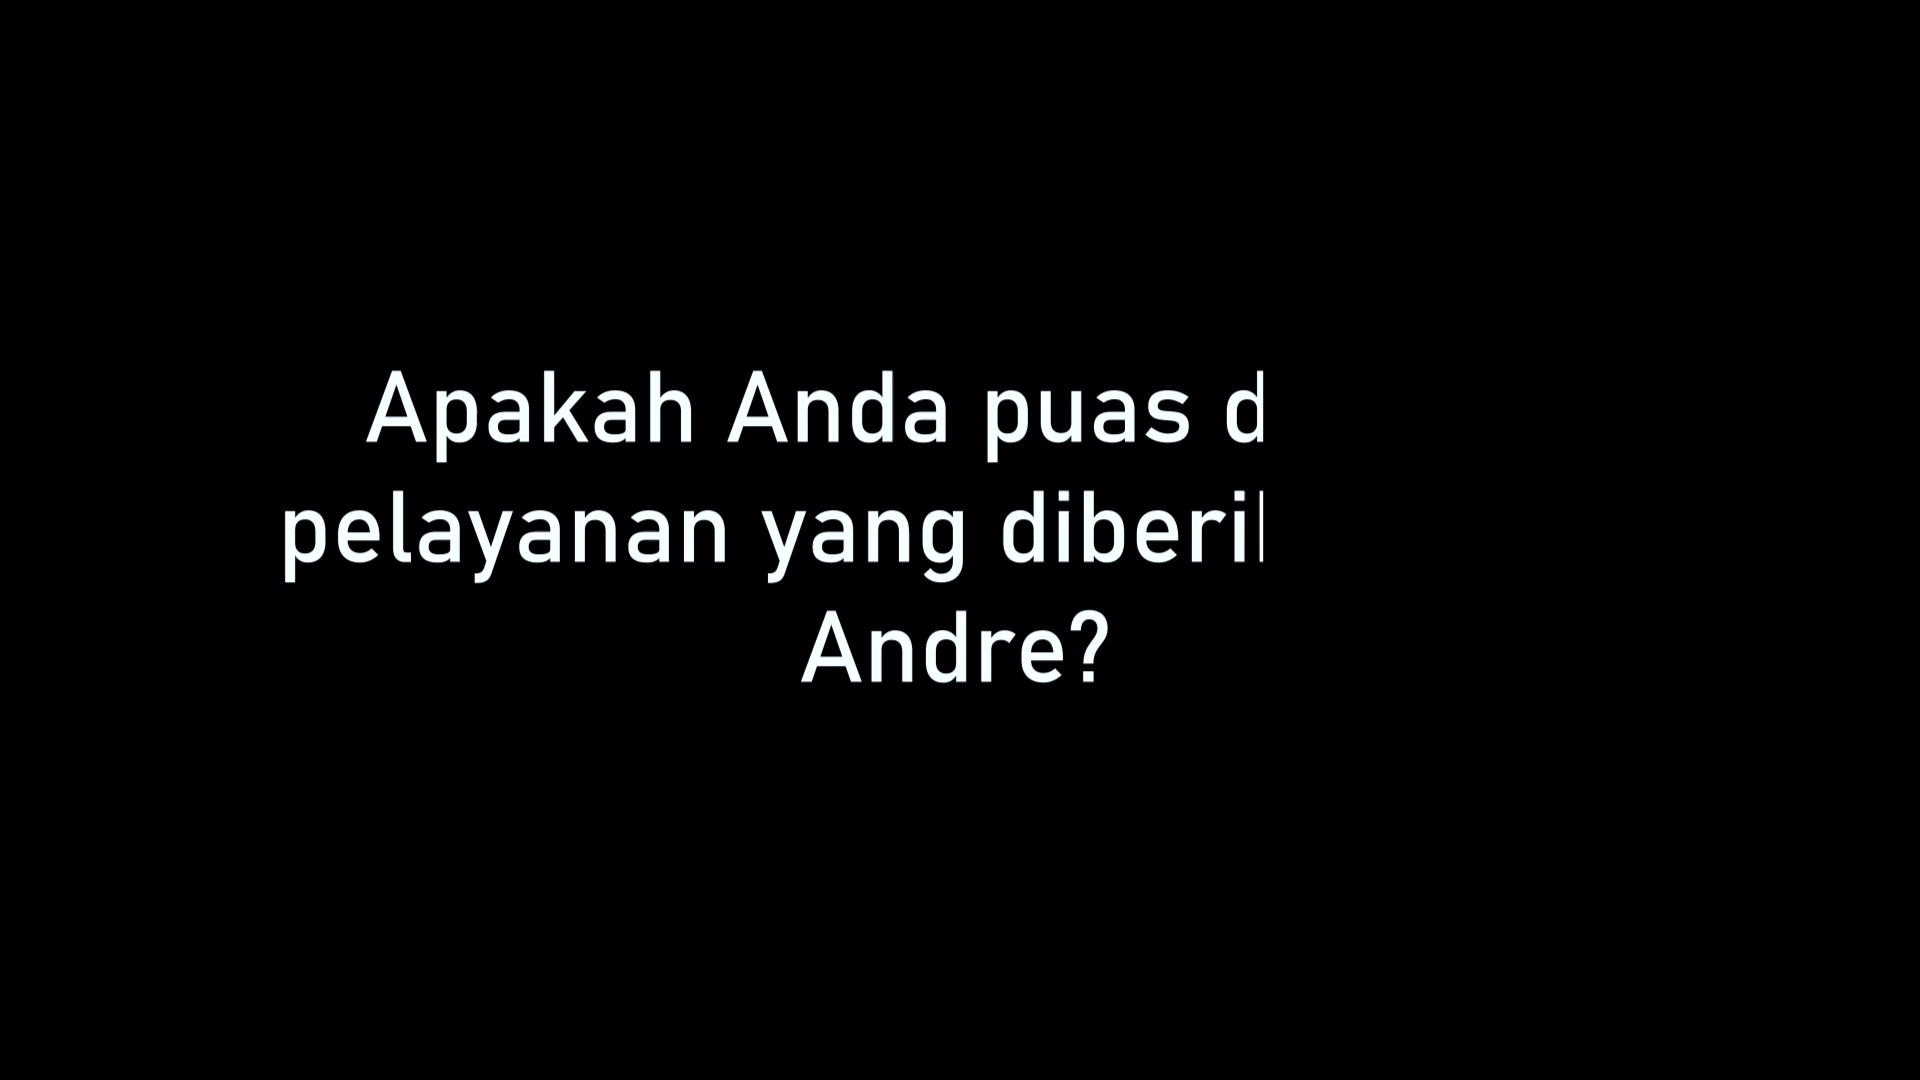 Apakah Anda puas d
pelayanan yang diberi
Andre?